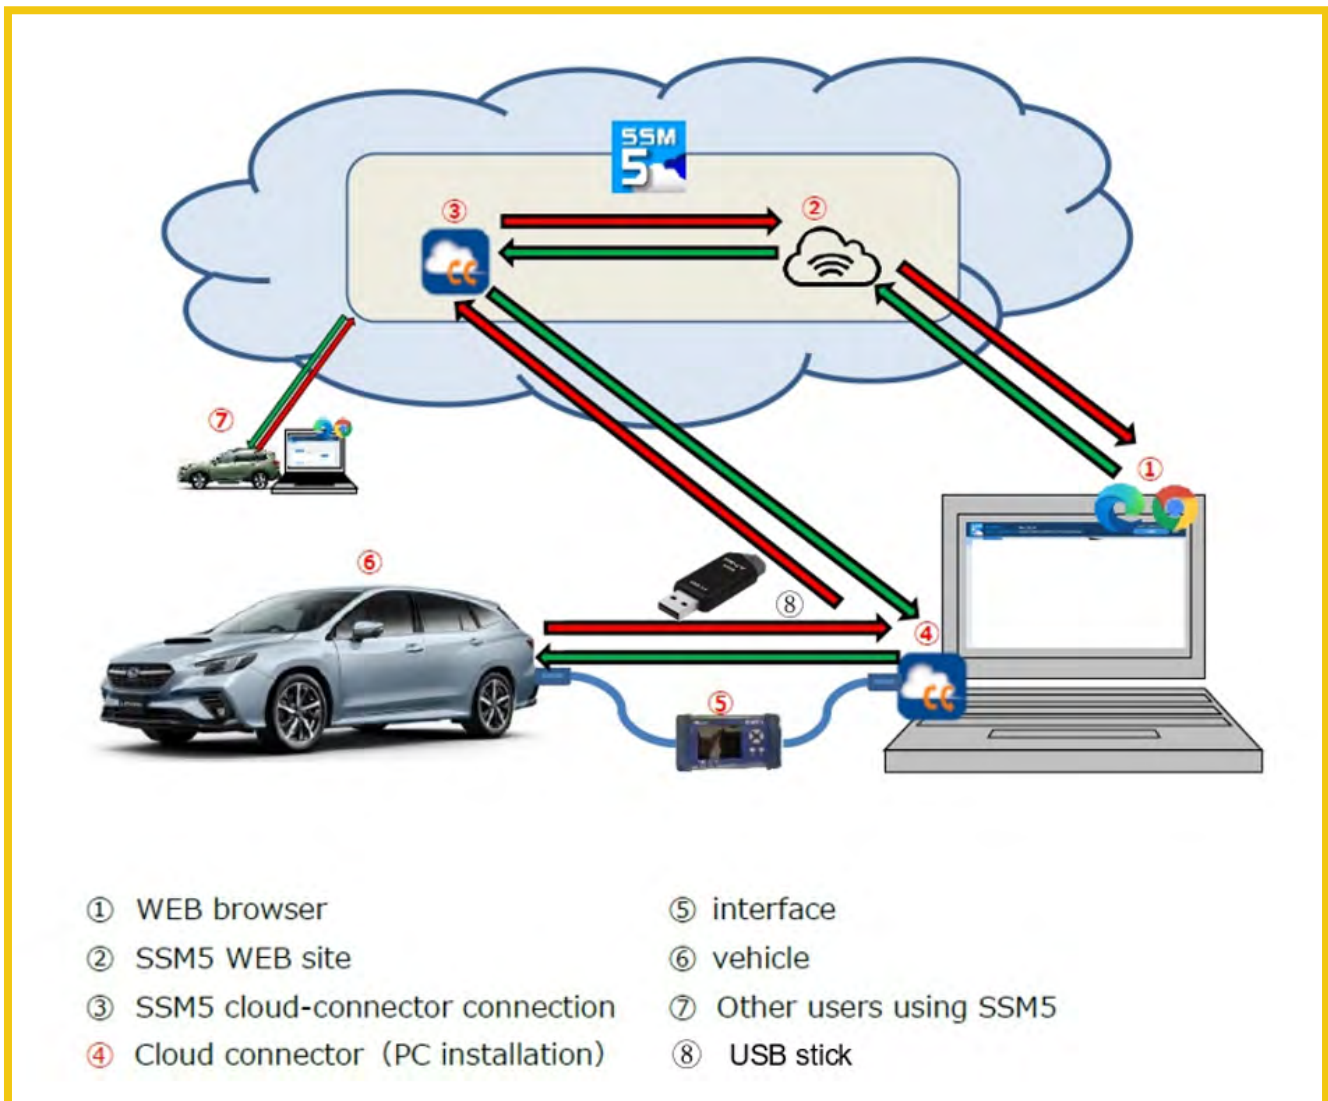 SSM
5
③
②
⑦
①
⑥
⑧
④
⑤
① WEB browser
② SSM5 WEB site
③ SSM5 cloud-connector connection
④ Cloud connector（PC installation）
⑤ interface
⑥ vehicle
⑦ Other users using SSM5
⑧ USB stick